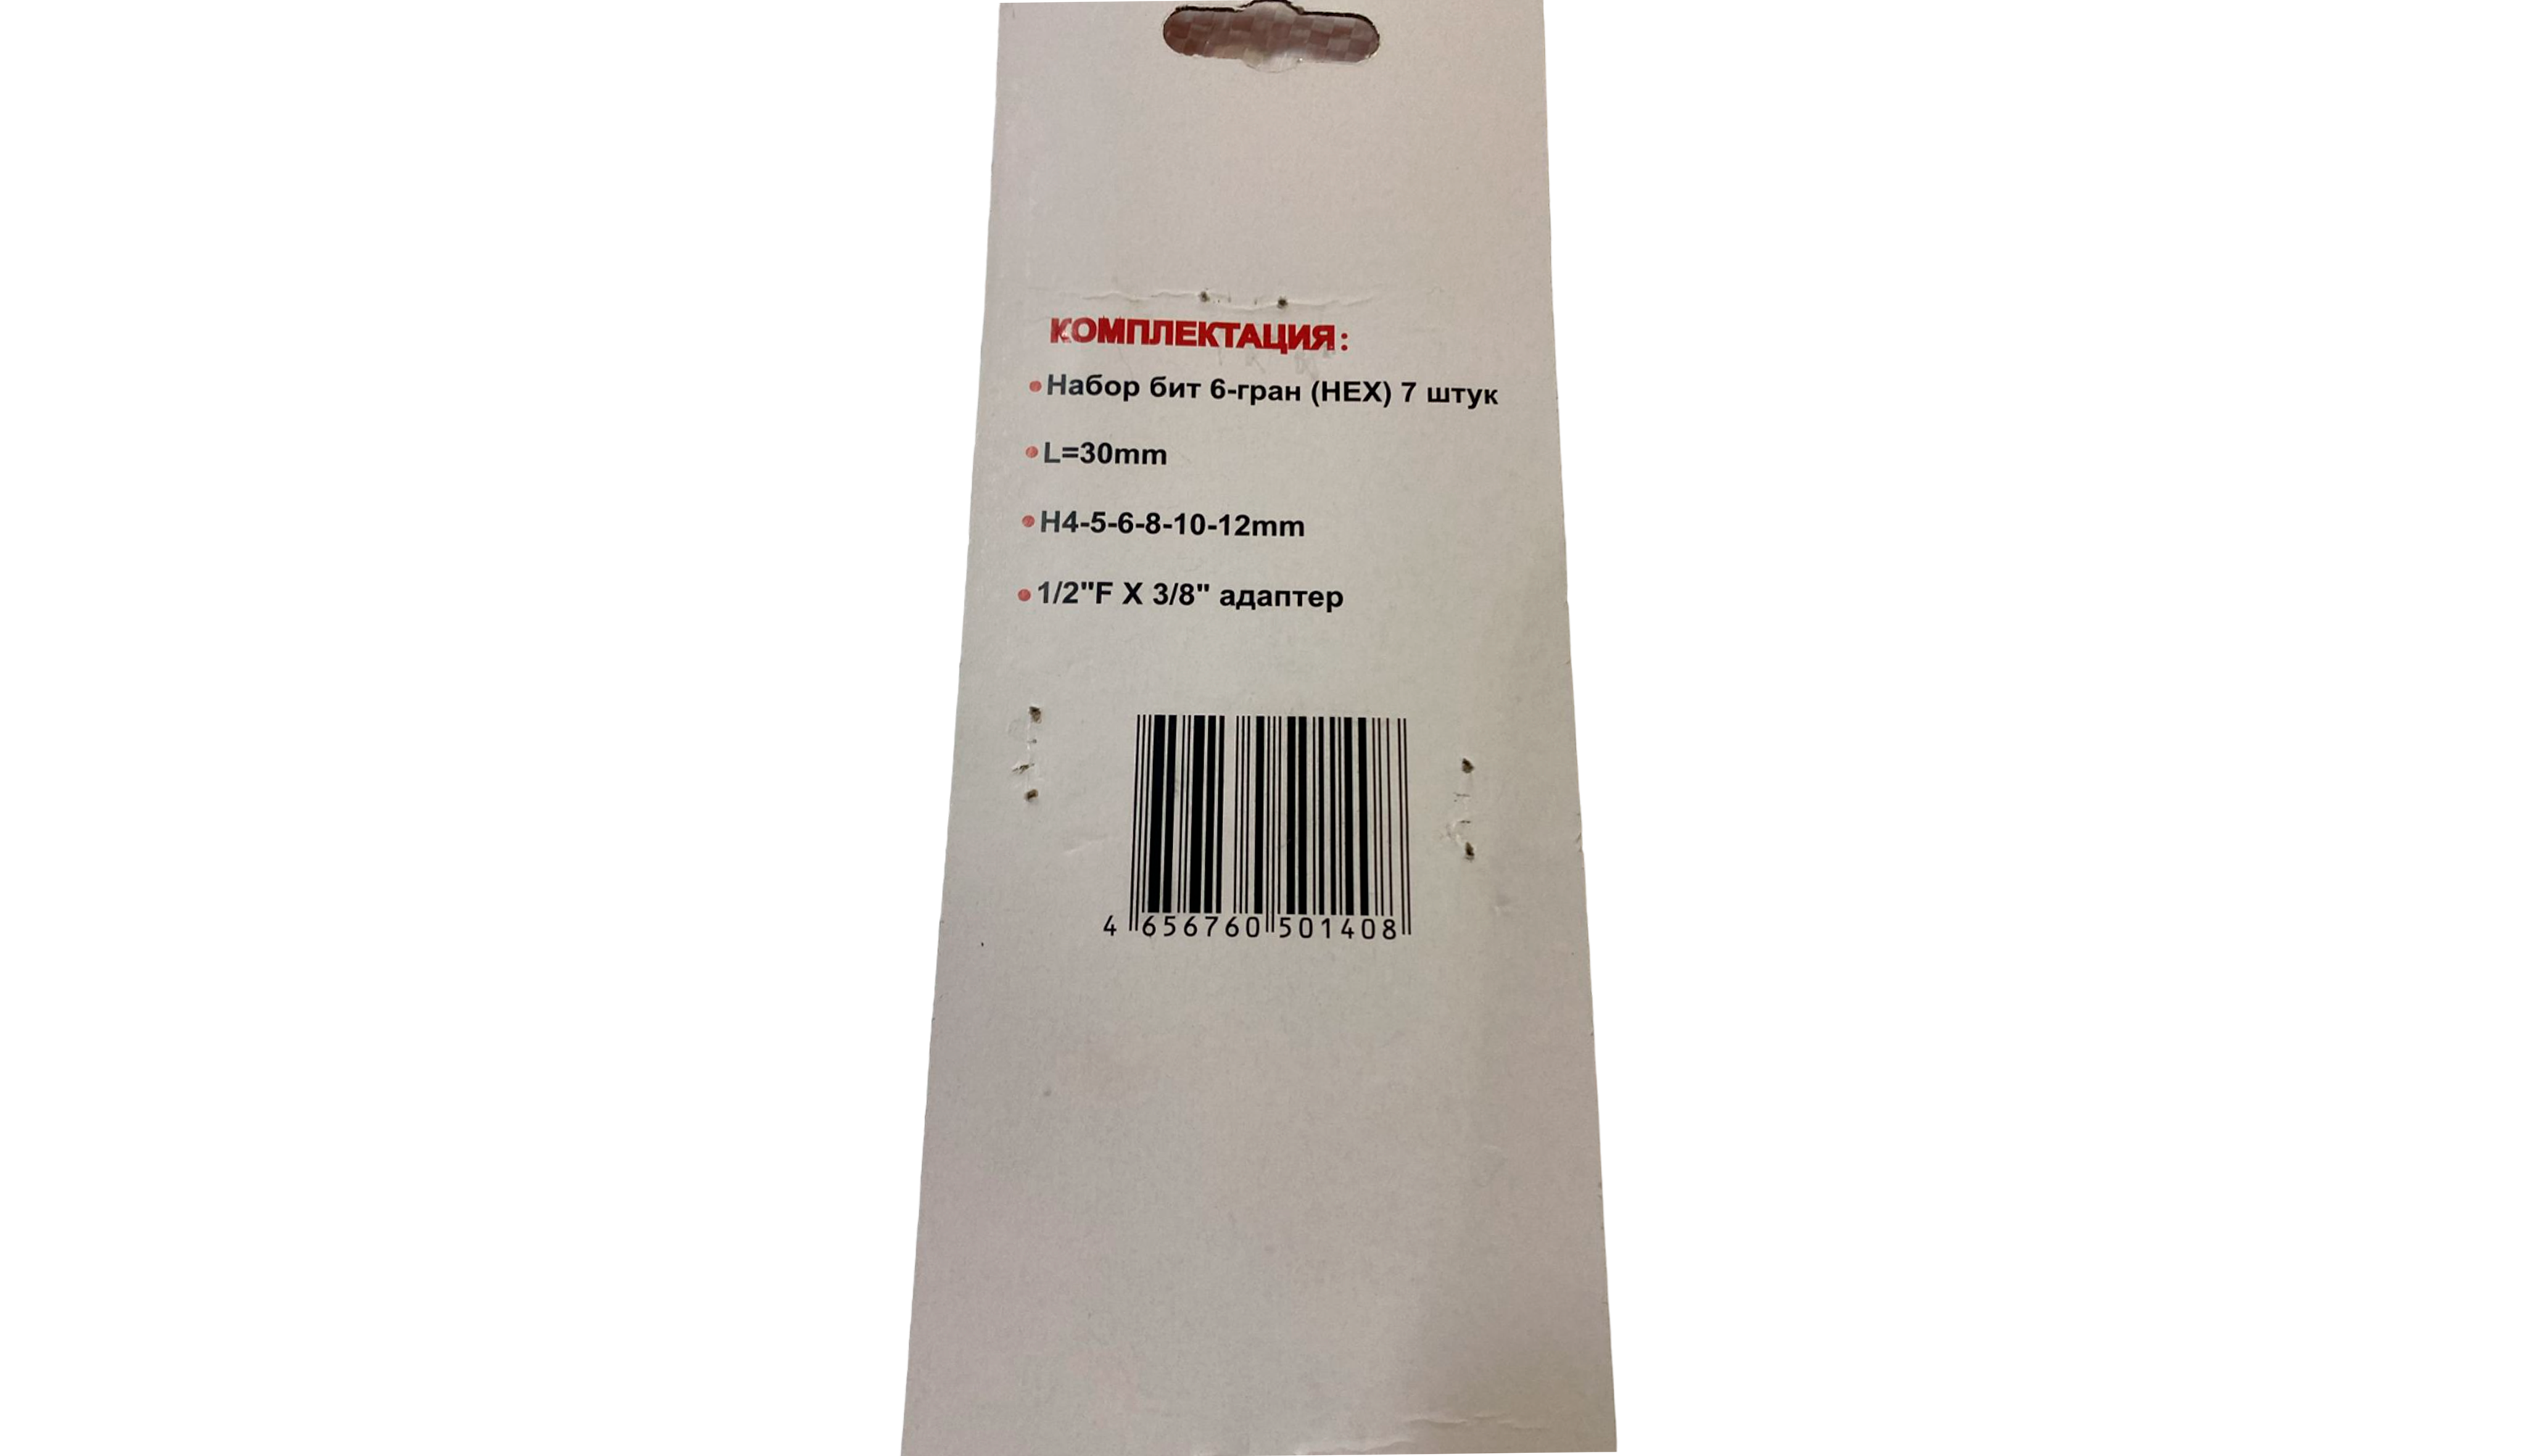 КОМПЛЕКТАЦИЯ:
•Набор бит 6-гран (HEX) 7 штук
•L=30mm
•H4-5-6-8-10-12mm
•1/2"F X 3/8" адаптер
4 656760 501408